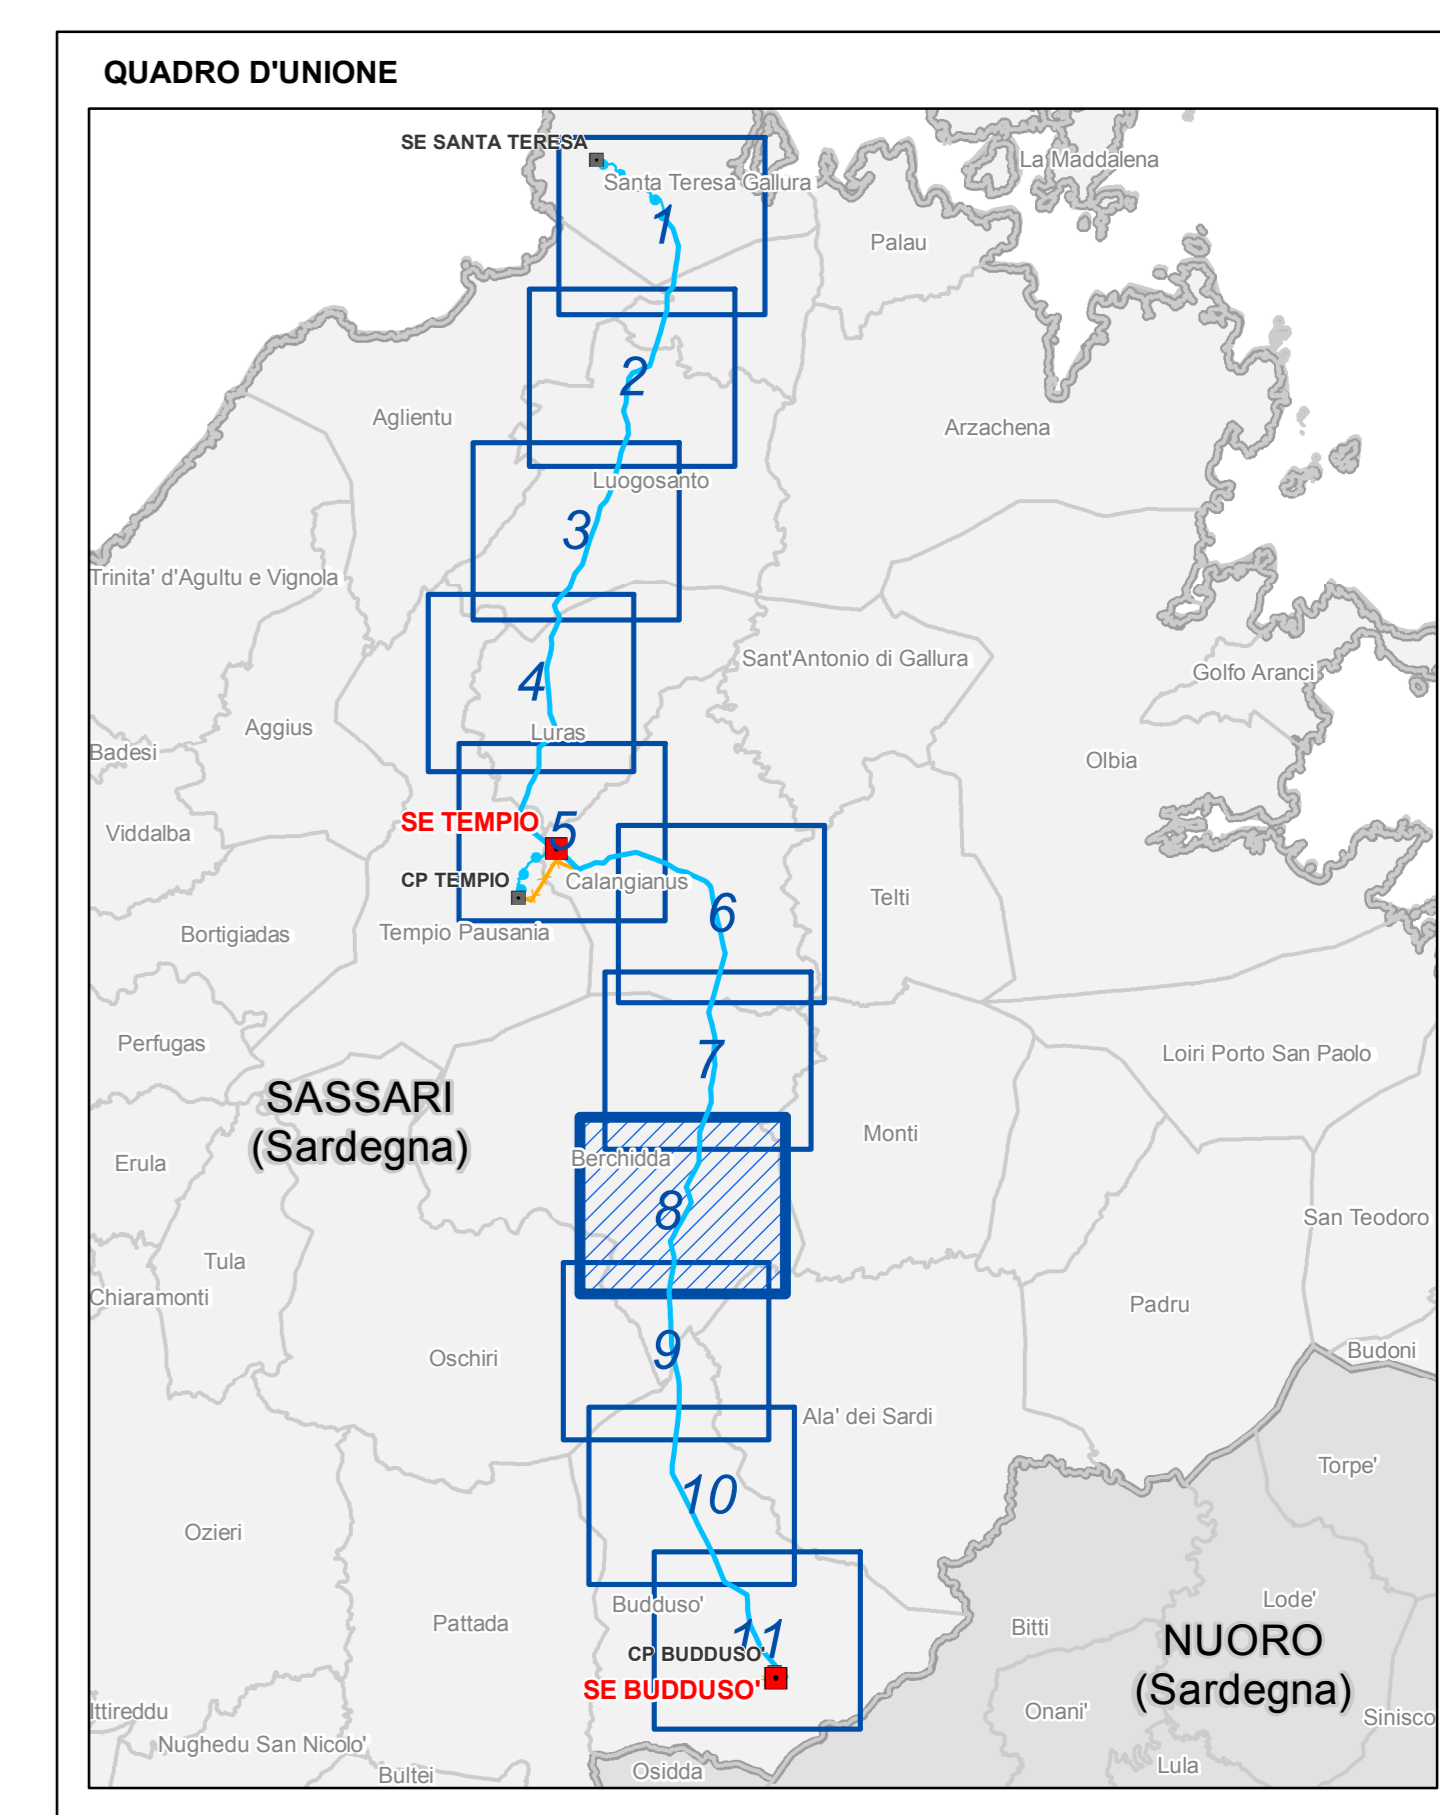 QUADRO D'UNIONE
SE SANTA TERESA
La Maddalena
Santa Teresa Gallura
1
Palau
2
Aglientu
Arzachena
Luogosanto
3
Trinita' d'Agultu e Vignola
Sant'Antonio di Gallura
Golfo Aranci
4
Aggius
Luras
Badesi
Olbia
SE TEMPIO
5
Viddalba
CP TEMPIO
Calangianus
Telti
6
Bortigiadas
Tempio Pausania
Perfugas
7
Loiri Porto San Paolo
SASSARI
(Sardegna)
Monti
Erula
Berchidda
8
San Teodoro
Tula
Chiaramonti
Padru
9
Oschiri
Budoni
Ala' dei Sardi
Torpe'
10
Ozieri
Budduso'
Lode'
Pattada
Bitti
11
NUORO
(Sardegna)
CP BUDDUSO'
SE BUDDUSO'
Ittireddu
Onani'
Sinisco
Nughedu San Nicolo'
Bultei
Osidda
Lula